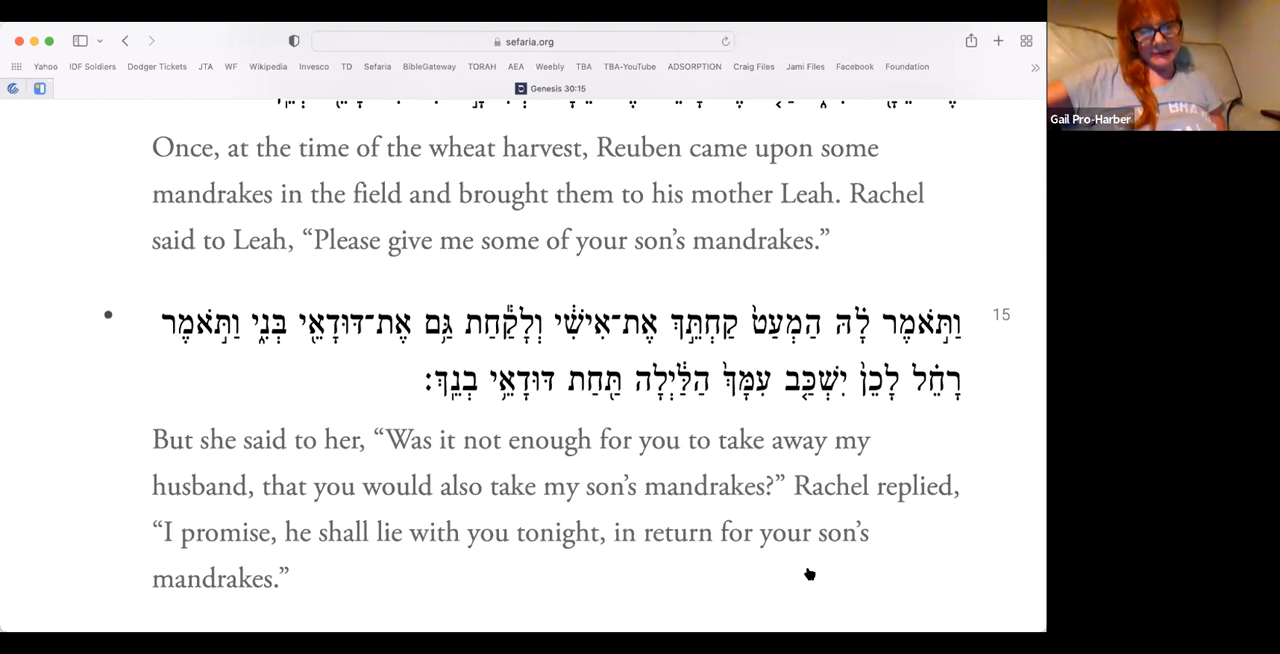 sefaria.org
Yahoo IDF Soldiers Dodger Tickets JTA WF Wikipedia Invesco TD Sefaria BibleGateway TORAH AEA Weebly TBA TBA-YouTube ADSORPTION Craig Files Jami Files Facebook Foundation
Genesis 30:15
Gail Pro-Harber
Once, at the time of the wheat harvest, Reuben came upon some
mandrakes in the field and brought them to his mother Leah. Rachel
said to Leah, “Please give me some of your son’s mandrakes.”
15
וַתֹּ֣אמֶר לָ֗הּ הַמְעַט֙ קַחְתֵּ֣ךְ אֶת־אִישִׁ֔י וְלָקַ֕חַת גַּ֥ם אֶת־דּוּדָאֵ֖י בְּנִ֑י וַתֹּ֣אמֶר
רָחֵ֗ל לָכֵן֙ יִשְׁכַּ֤ב עִמָּךְ֙ הַלַּ֔יְלָה תַּ֖חַת דּוּדָאֵ֥י בְנֵֽךְ׃
But she said to her, “Was it not enough for you to take away my
husband, that you would also take my son’s mandrakes?” Rachel replied,
“I promise, he shall lie with you tonight, in return for your son’s
mandrakes.”